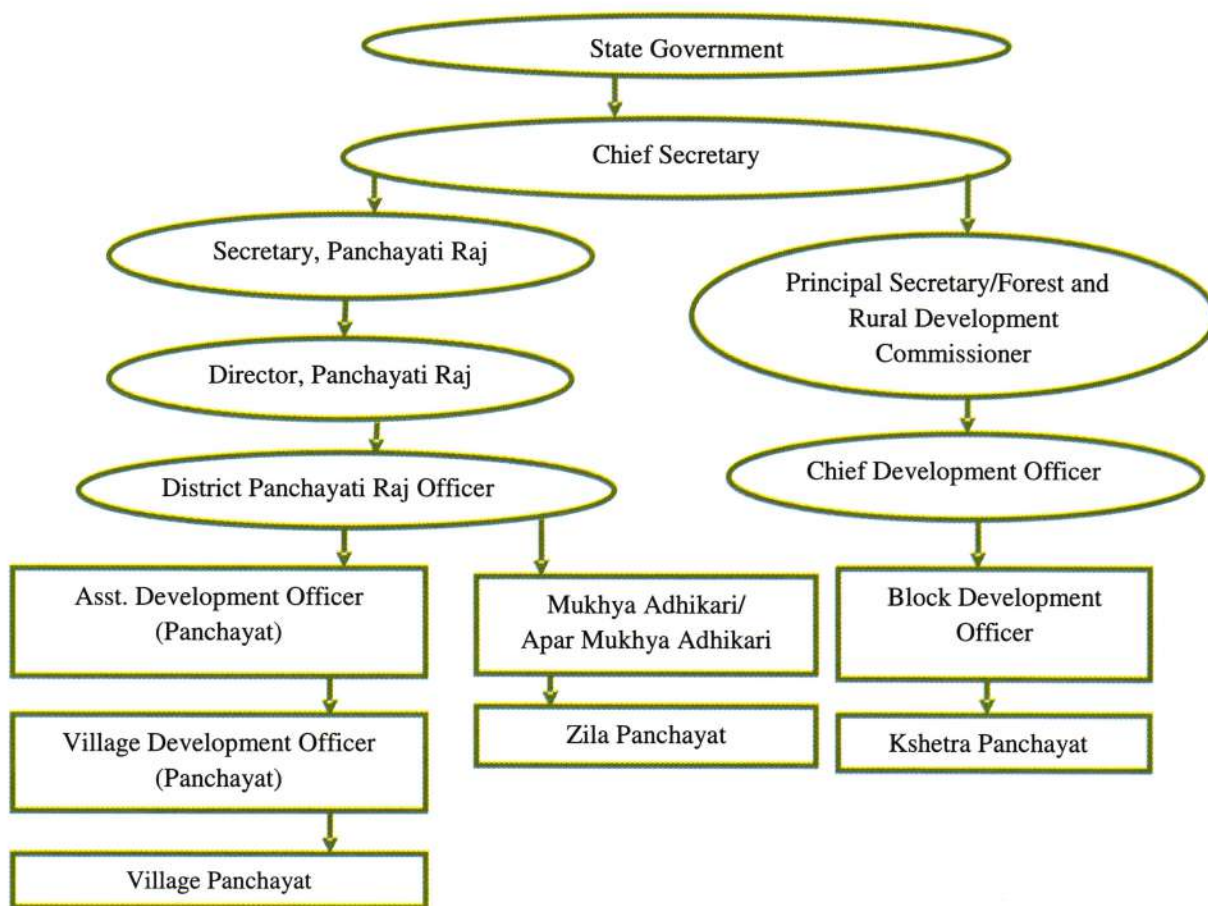 State Government
Chief Secretary
Secretary, Panchayati Raj
Principal Secretary/Forest and
Rural Development
Commissioner
Director, Panchayati Raj
District Panchayati Raj Officer
Chief Development Officer
Asst. Development Officer
(Panchayat)
Mukhya Adhikari/
Apar Mukhya Adhikari
Block Development
Officer
Village Development Officer
(Panchayat)
Zila Panchayat
Kshetra Panchayat
Village Panchayat